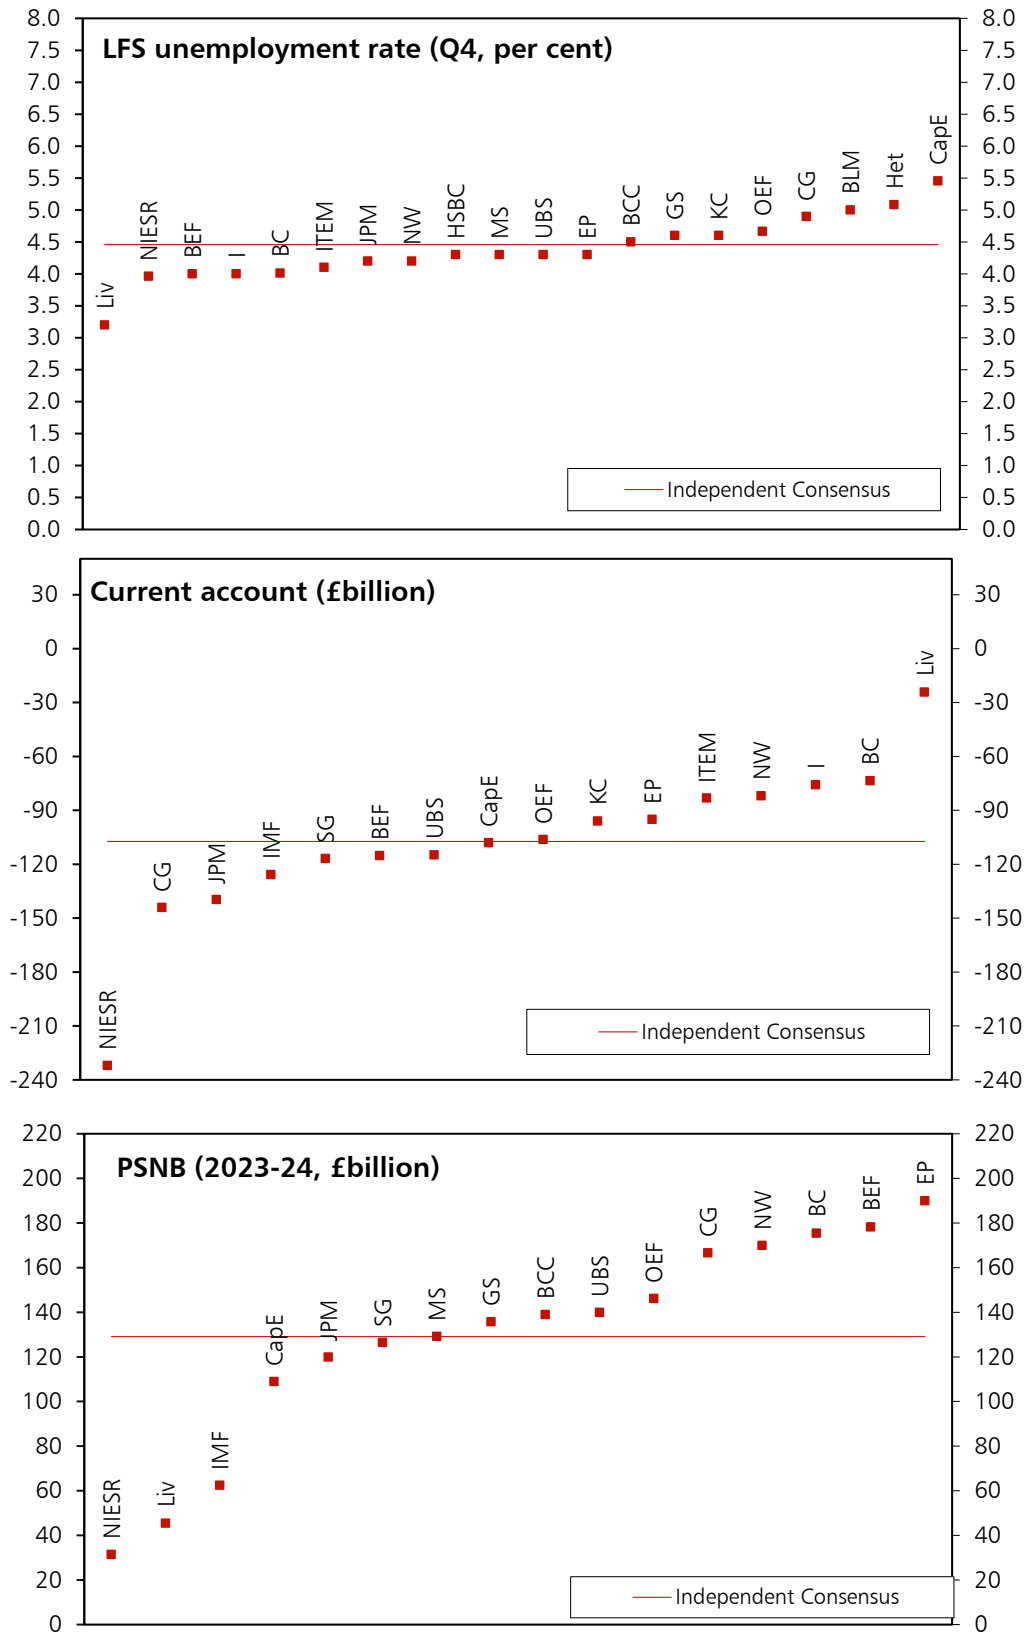 LFS unemployment rate (Q4, per cent)
8.0 8.0
7.5 7.5
7.0 7.0
6.5 6.5
6.0 6.0
5.5 5.5
5.0 5.0
4.5 4.5
4.0 4.0
3.5 3.5
3.0 3.0
2.5 2.5
2.0 2.0
1.5 1.5
1.0 1.0
0.5 0.5
0.0 0.0
Liv
NIESR
BEF
I
BC
ITEM
JPM
NW
HSBC
MS
UBS
EP
BCC
GS
KC
OEF
CG
BLM
Het
CapE
Independent Consensus
Current account (£billion)
30 30
0 0
-30 -30
-60 -60
-90 -90
-120 -120
-150 -150
-180 -180
-210 -210
-240 -240
NIESR
CG
JPM
IMF
SG
BEF
UBS
CapE
OEF
KC
EP
ITEM
NW
I
BC
Liv
Independent Consensus
PSNB (2023-24, £billion)
220 220
200 200
180 180
160 160
140 140
120 120
100 100
80 80
60 60
40 40
20 20
0 0
NIESR
Liv
IMF
CapE
JPM
SG
MS
GS
BCC
UBS
OEF
CG
NW
BC
BEF
EP
Independent Consensus